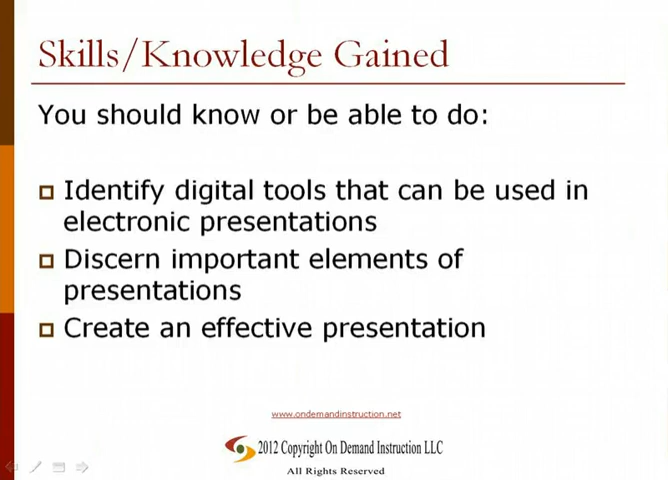 Skills/Knowledge Gained
You should know or be able to do:
Identify digital tools that can be used in
electronic presentations
Discern important elements of
presentations
Create an effective presentation
www.ondemandinstruction.net
2012 Copyright On Demand Instruction LLC
All Rights Reserved